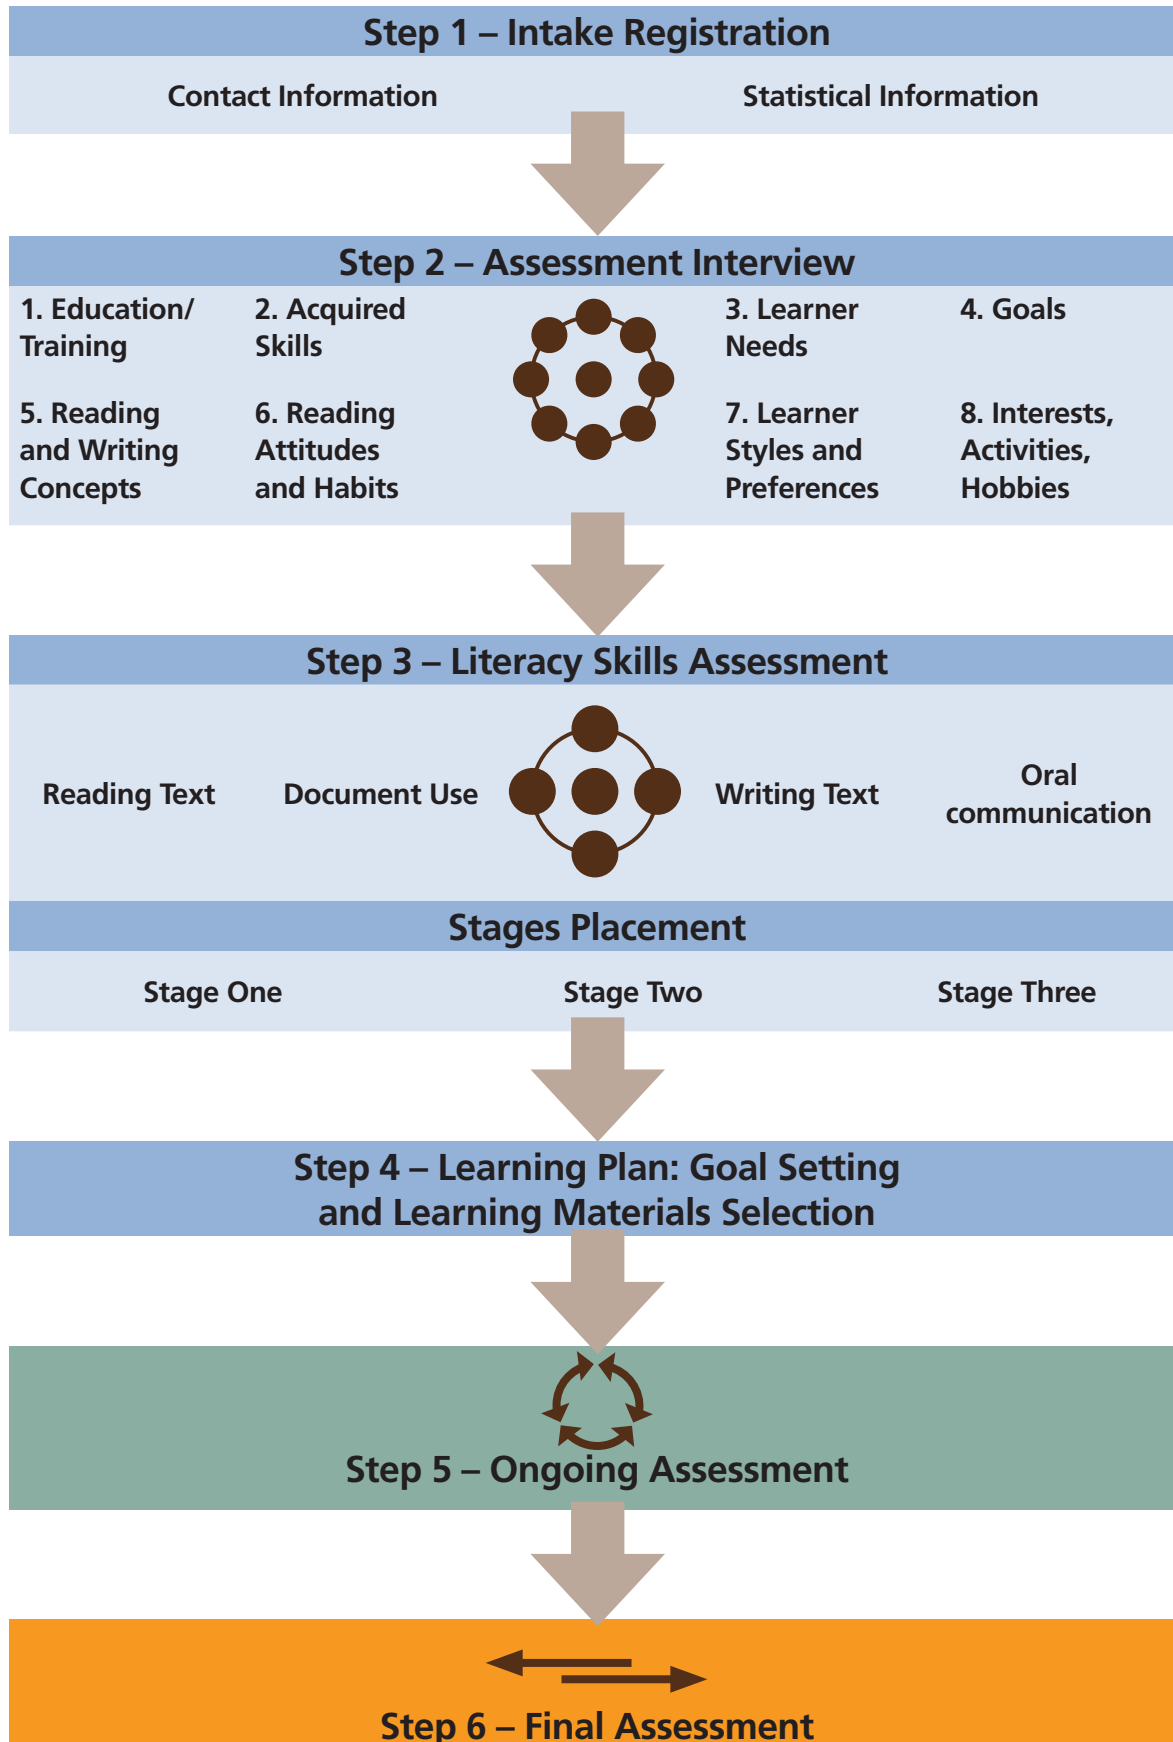 Step 1 – Intake Registration
Contact Information
Statistical Information
Step 2 – Assessment Interview
1. Education/
Training
2. Acquired
Skills
3. Learner
Needs
4. Goals
5. Reading
and Writing
Concepts
6. Reading
Attitudes
and Habits
7. Learner
Styles and
Preferences
8. Interests,
Activities,
Hobbies
Step 3 – Literacy Skills Assessment
Reading Text
Document Use
Writing Text
Oral
communication
Stages Placement
Stage One
Stage Two
Stage Three
Step 4 – Learning Plan: Goal Setting
and Learning Materials Selection
Step 5 – Ongoing Assessment
Step 6 – Final Assessment